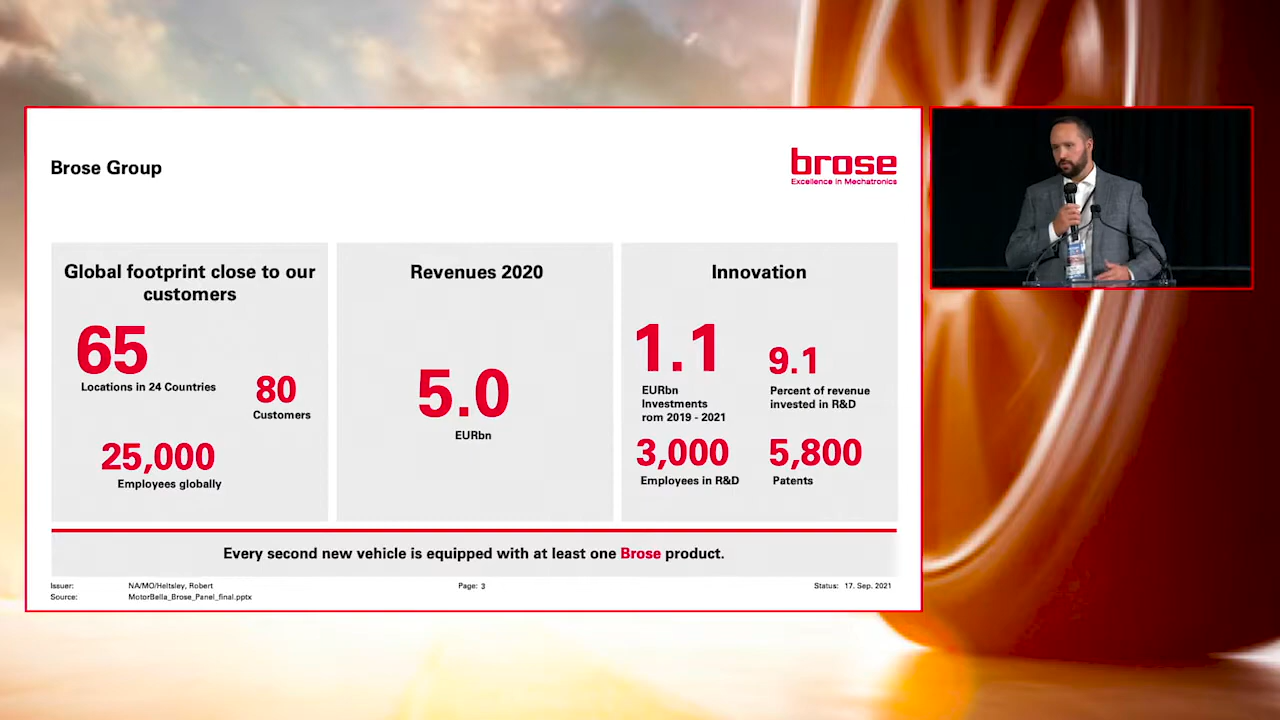 Brose Group
brose
Excellence in Mechatronics
Global footprint close to our
customers
65
Locations in 24 Countries
80
Customers
25,000
Employees globally
Revenues 2020
5.0
EURbn
Innovation
1.1
EURbn
Investments
rom 2019 - 2021
9.1
Percent of revenue
invested in R&D
3,000
Employees in R&D
5,800
Patents
Every second new vehicle is equipped with at least one Brose product.
Issuer: NA/MO/Heltsley, Robert
Page: 3
Status: 17. Sep. 2021
Source: MotorBella_Brose_Panel_final.pptx